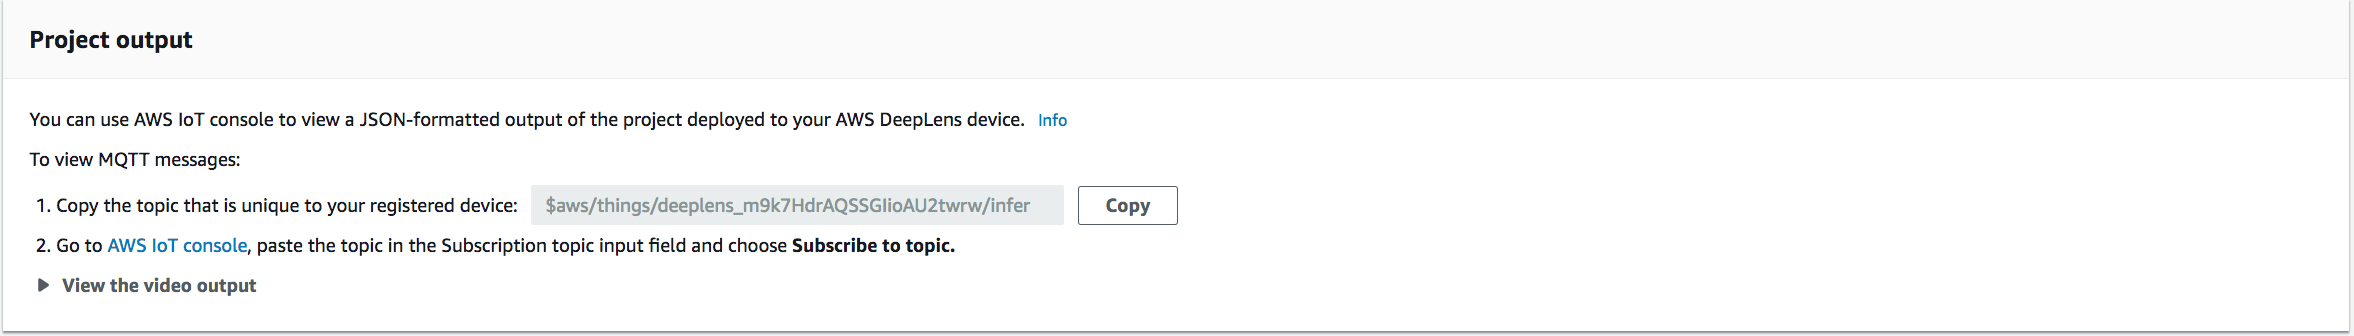 Project output
You can use AWS IoT console to view a JSON-formatted output of the project deployed to your AWS DeepLens device. Info
To view MQTT messages:
1. Copy the topic that is unique to your registered device: $aws/things/deeplens_m9k7HdrAQSSGIioAU2twrw/infer Copy
2. Go to AWS IoT console, paste the topic in the Subscription topic input field and choose Subscribe to topic.
View the video output